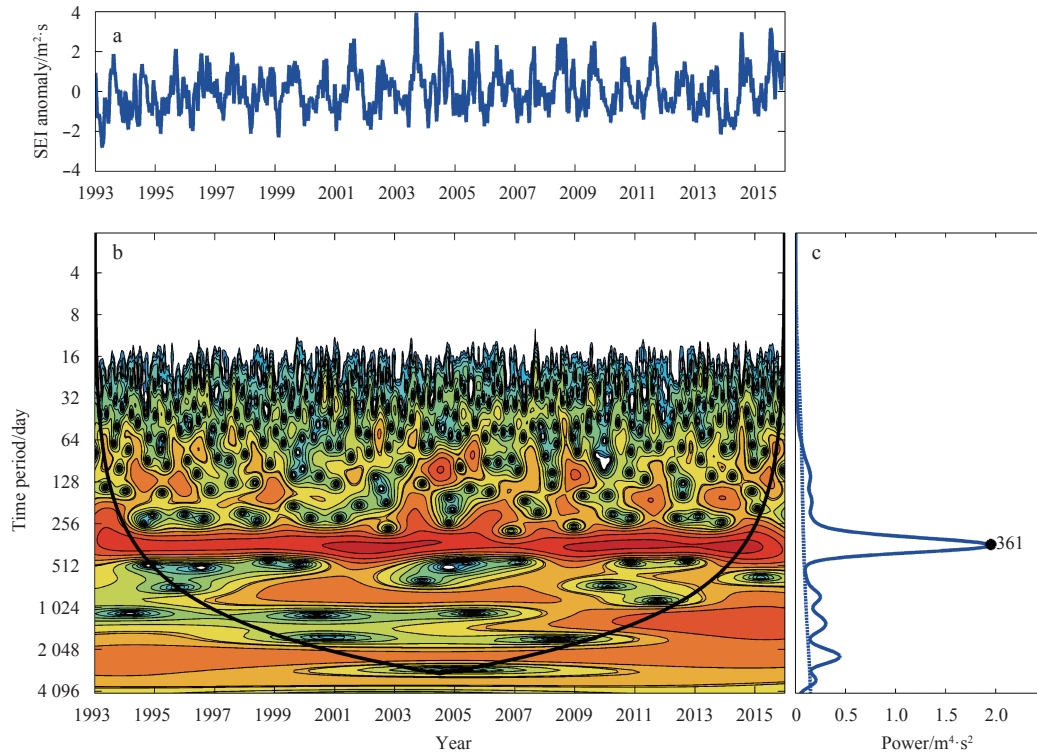 a
SEI anomaly/m²·s
4
2
0
−2
−4
1993 1995 1997 1999 2001 2003 2005 2007 2009 2011 2013 2015
b
Time period/day
4
8
16
32
64
128
256
512
1 024
2 048
4 096
1993 1995 1997 1999 2001 2003 2005 2007 2009 2011 2013 2015
Year
c
361
0 0.5 1.0 1.5 2.0
Power/m⁴·s²